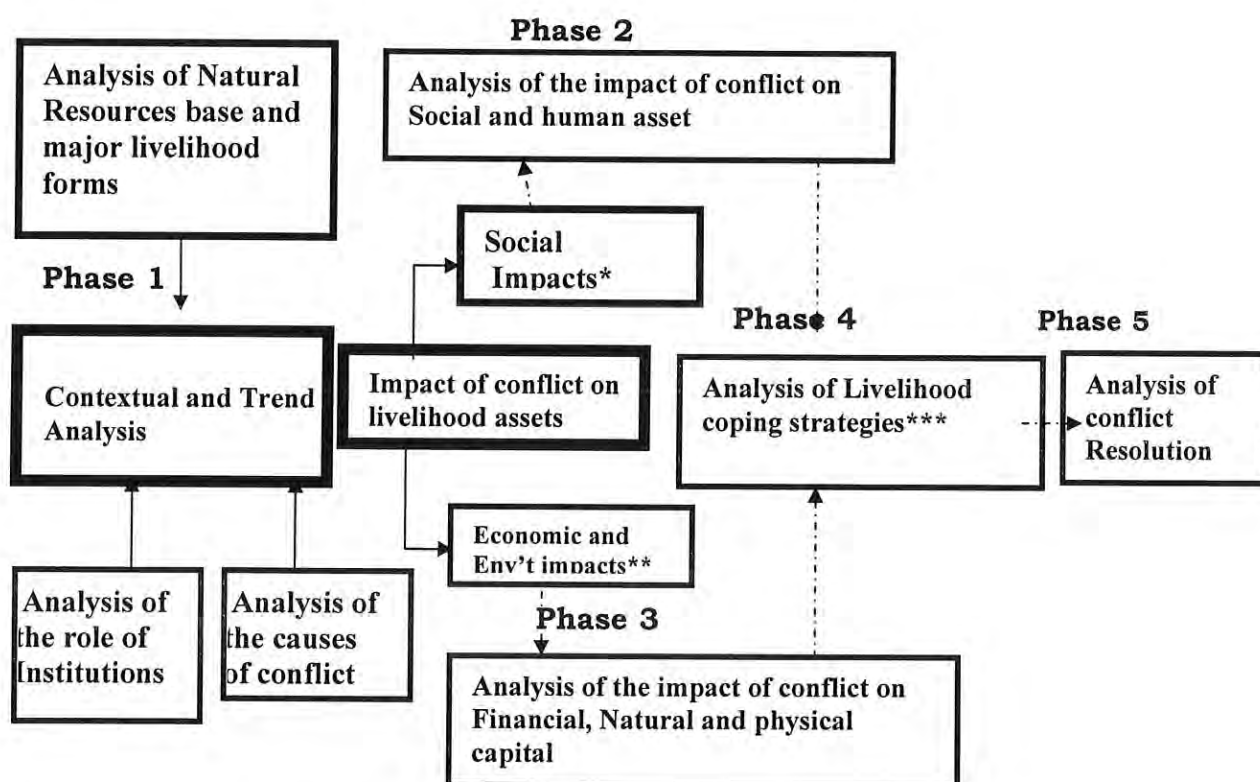 Phase 2
Analysis of Natural
Resources base and
major livelihood
forms
Analysis of the impact of conflict on
Social and human asset
Social
Impacts*
Phase 1
Phase 4
Phase 5
Contextual and Trend
Analysis
Impact of conflict on
livelihood assets
Analysis of Livelihood
coping strategies***
Analysis of
conflict
Resolution
Economic and
Env't impacts**
Analysis of
the role of
Institutions
Analysis of
the causes
of conflict
Phase 3
Analysis of the impact of conflict on
Financial, Natural and physical
capital